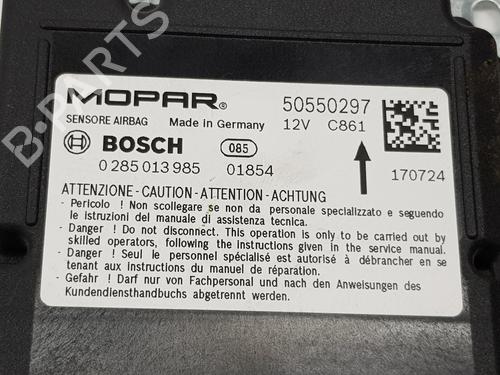 MOPAR® 50550297
SENSORE AIRBAG Made in Germany 12V C861
BOSCH 085
0 285 013 985 01854 170724
ATTENZIONE - CAUTION - ATTENTION - ACHTUNG
- Pericolo ! Non scollegare se non da personale specializzato e seguendo
le istruzioni del manuale di assistenza tecnica.
- Danger ! Do not disconnect. This operation is only to be carried out by
skilled operators, following the instructions given in the service manual.
- Danger ! Seul le personnel spécialisé est autorisé à débrancher en se
tenant aux instructions du manuel de réparation.
- Gefahr ! Darf nur von Fachpersonal und nach den Anweisungen des
Kundendiensthandbuchs abgetrennt werden.
B-PARTS